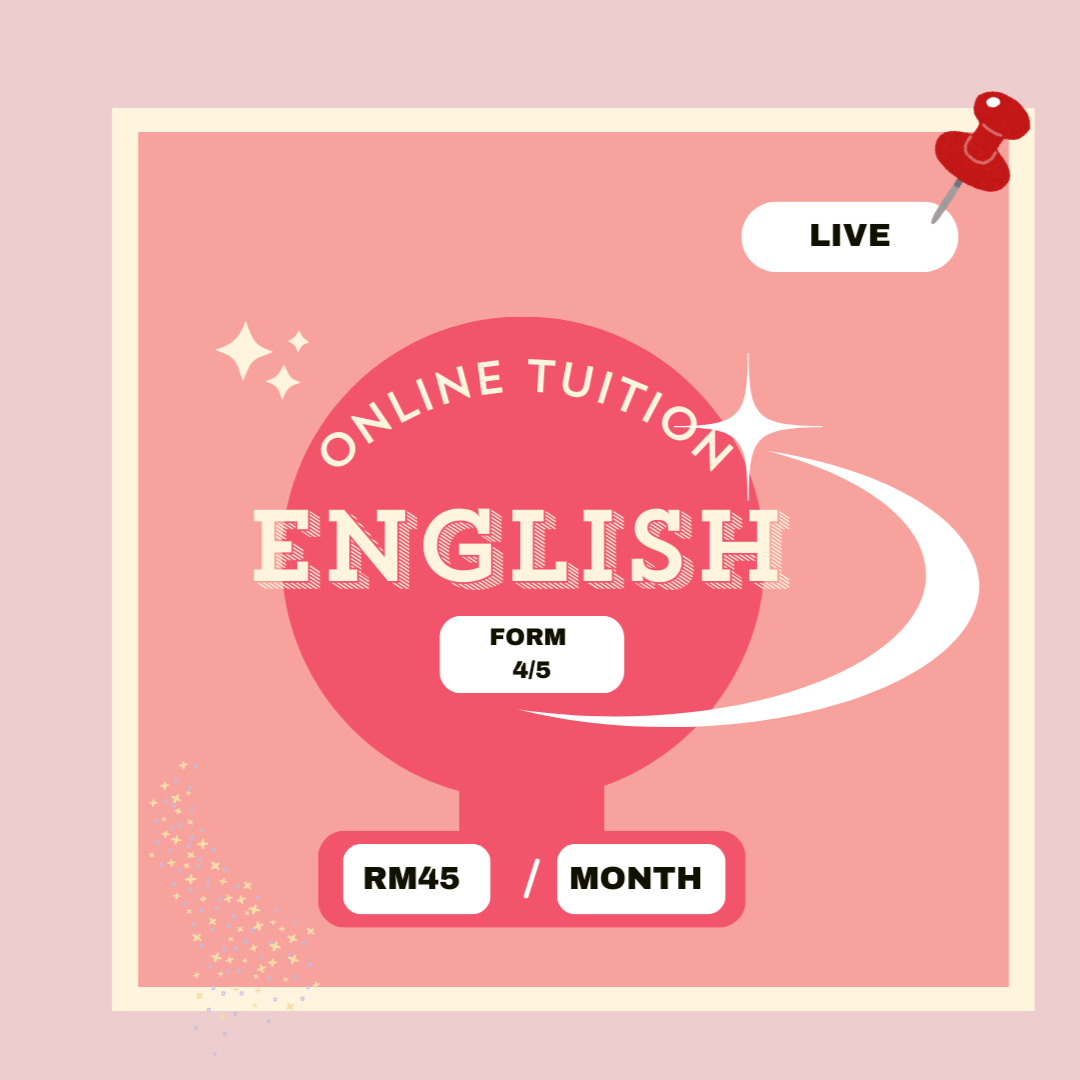 LIVE
ONLINE TUITION
ENGLISH
FORM
4/5
RM45 / MONTH